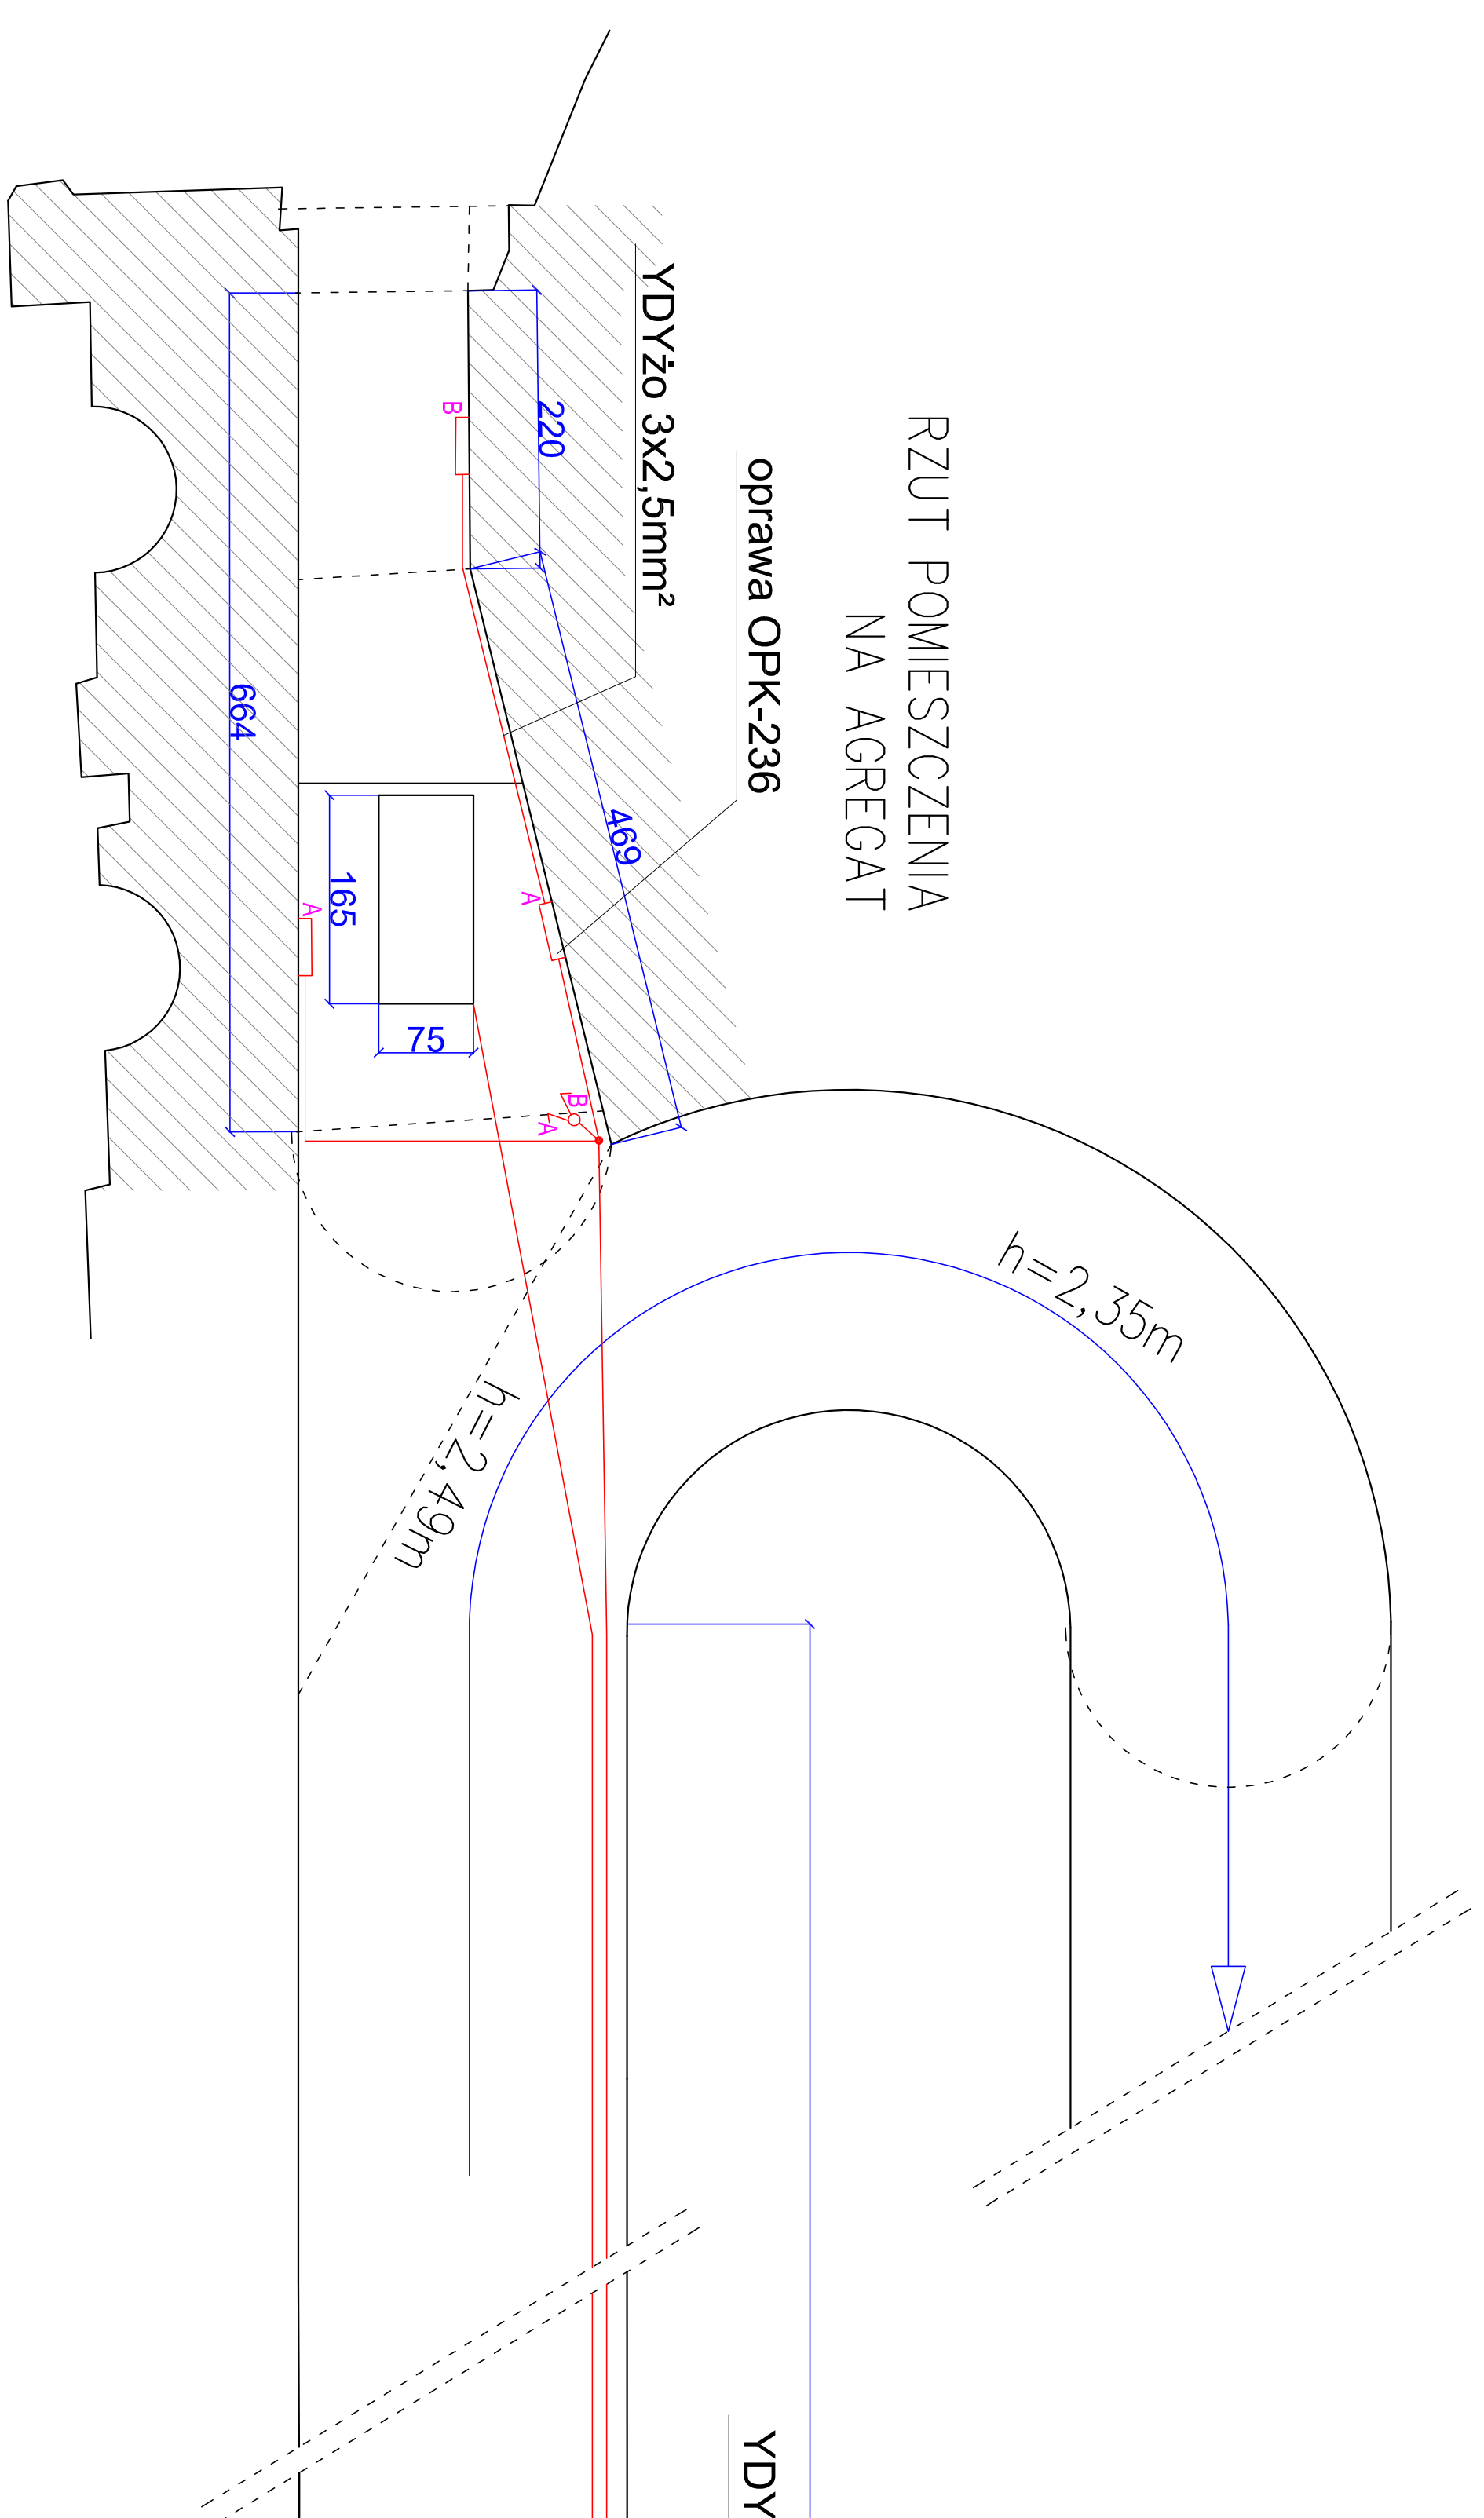 RZUT POMIESZCZENIA
NA AGREGAT
oprawa OPK-236
YDYżo 3x2,5mm²
220
469
664
165
75
B
A
A
B
A
h=2,35m
h=2,49m
YDY